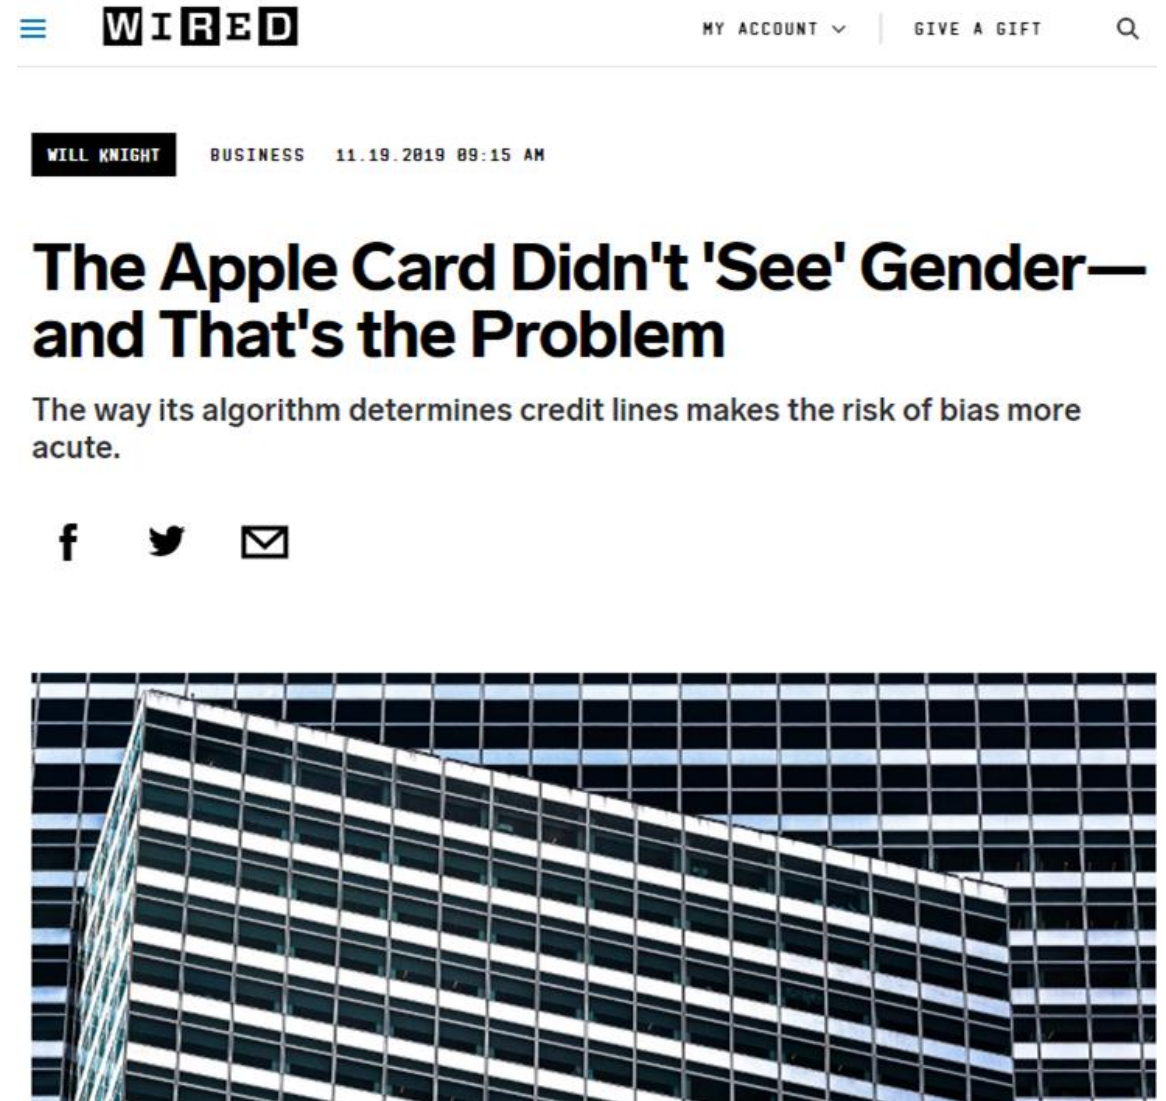 WIRED
MY ACCOUNT
GIVE A GIFT
WILL KNIGHT
BUSINESS
11.19.2019 09:15 AM
The Apple Card Didn't 'See' Gender—
and That's the Problem
The way its algorithm determines credit lines makes the risk of bias more
acute.